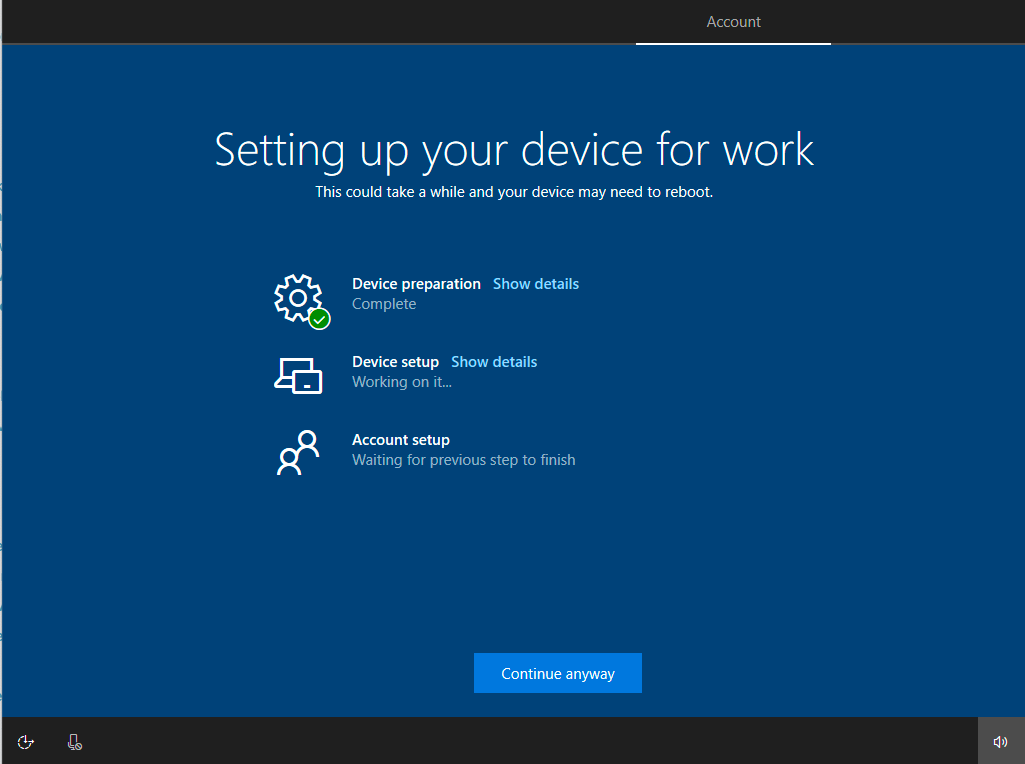 Account
Setting up your device for work
This could take a while and your device may need to reboot.
Device preparation Show details
Complete
Device setup Show details
Working on it...
Account setup
Waiting for previous step to finish
Continue anyway